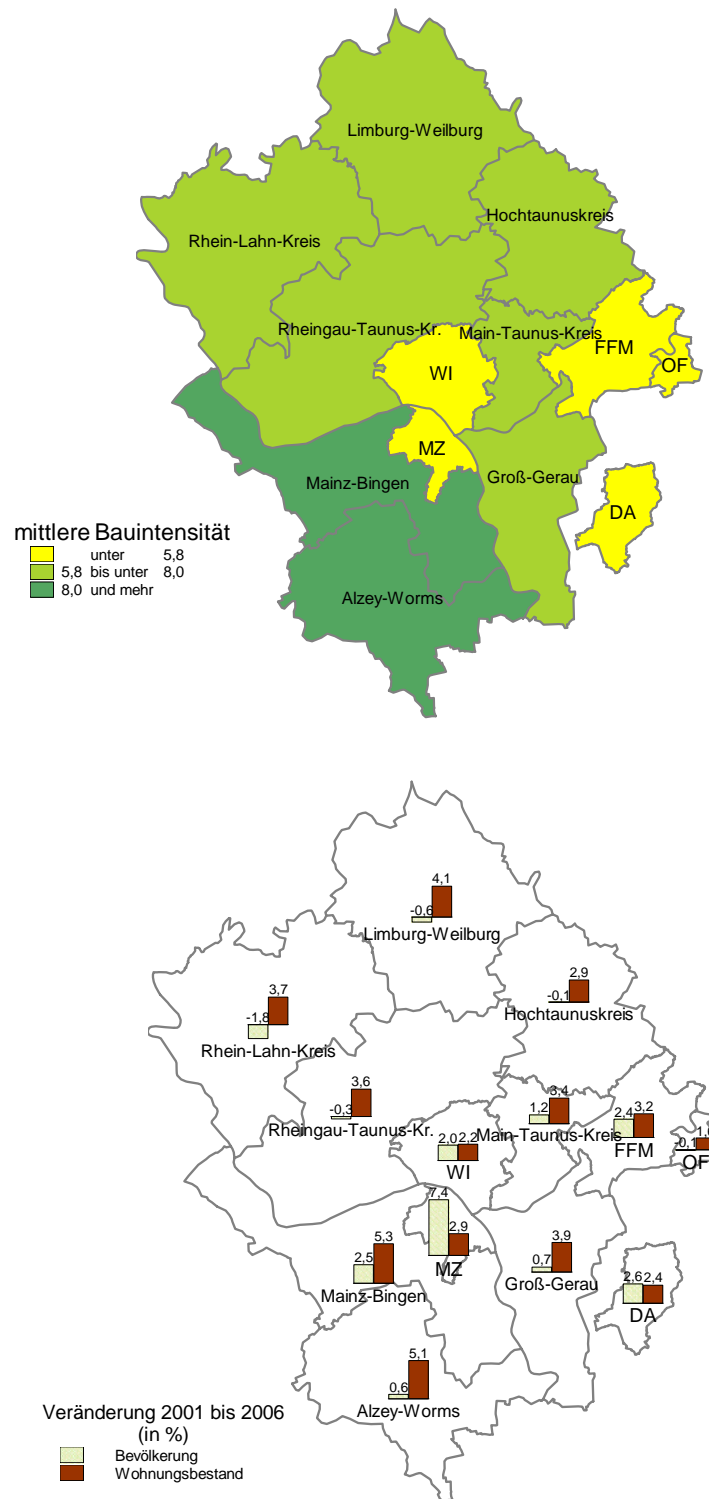 Limburg-Weilburg
Hochtaunuskreis
Rhein-Lahn-Kreis
Rheingau-Taunus-Kr.
Main-Taunus-Kreis
FFM
OF
WI
MZ
Mainz-Bingen
Groß-Gerau
DA
mittlere Bauintensität
unter 5,8
5,8 bis unter 8,0
8,0 und mehr
Alzey-Worms
4,1
-0,6
Limburg-Weilburg
2,9
-0,1
Hochtaunuskreis
3,7
-1,8
Rhein-Lahn-Kreis
3,6
-0,3
Rheingau-Taunus-Kr.
3,4
1,2
Main-Taunus-Kreis
2,4 3,2
FFM
-0,1
OF
2,0 2,2
WI
7,4
2,9
MZ
5,3
2,5
Mainz-Bingen
3,9
0,7
Groß-Gerau
2,6 2,4
DA
5,1
0,6
Alzey-Worms
Veränderung 2001 bis 2006
(in %)
Bevölkerung
Wohnungsbestand